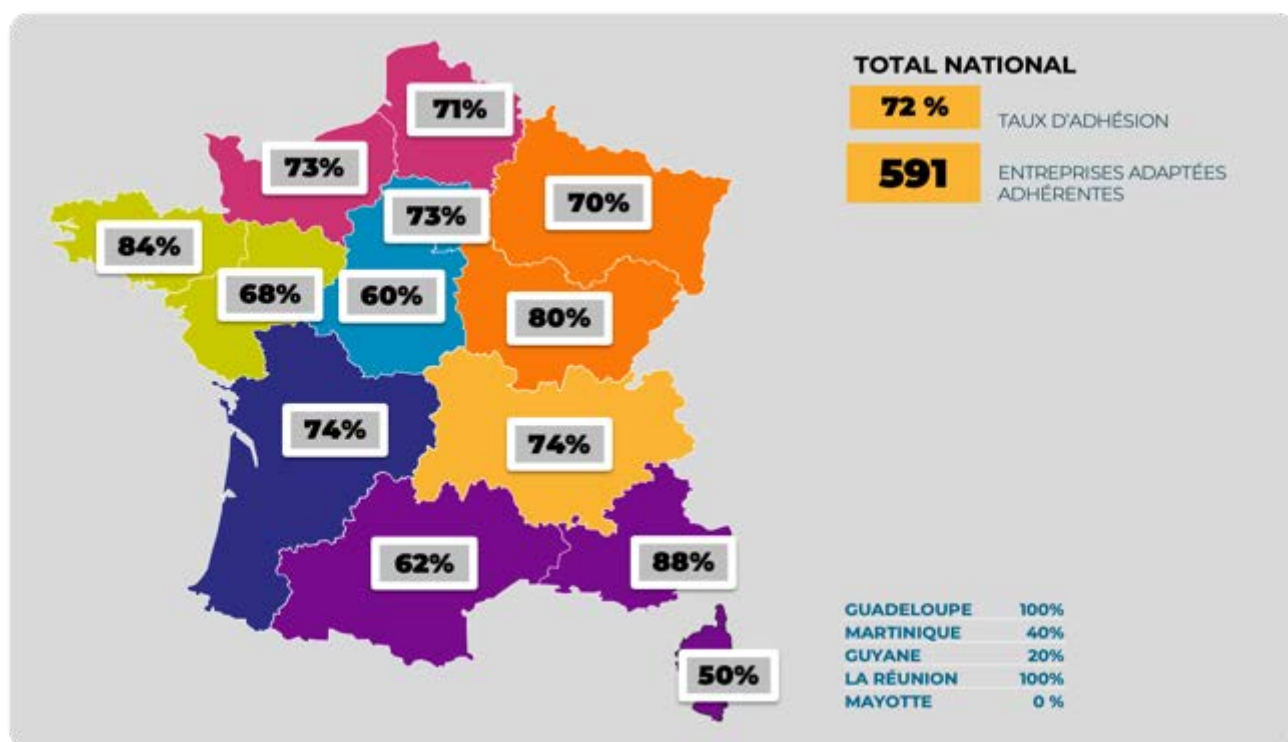 71%
73%
73%
70%
84%
68%
60%
80%
74%
74%
62%
88%
50%
TOTAL NATIONAL
72 %
TAUX D'ADHÉSION
591
ENTREPRISES ADAPTÉES
ADHÉRENTES
GUADELOUPE 100%
MARTINIQUE 40%
GUYANE 20%
LA RÉUNION 100%
MAYOTTE 0 %